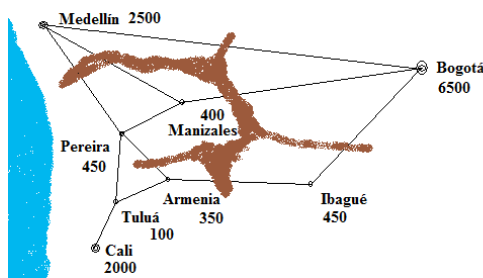 Medellín 2500
Bogotá
6500
400
Manizales
Pereira
450
Armenia
350
Ibagué
450
Tuluá
100
Cali
2000